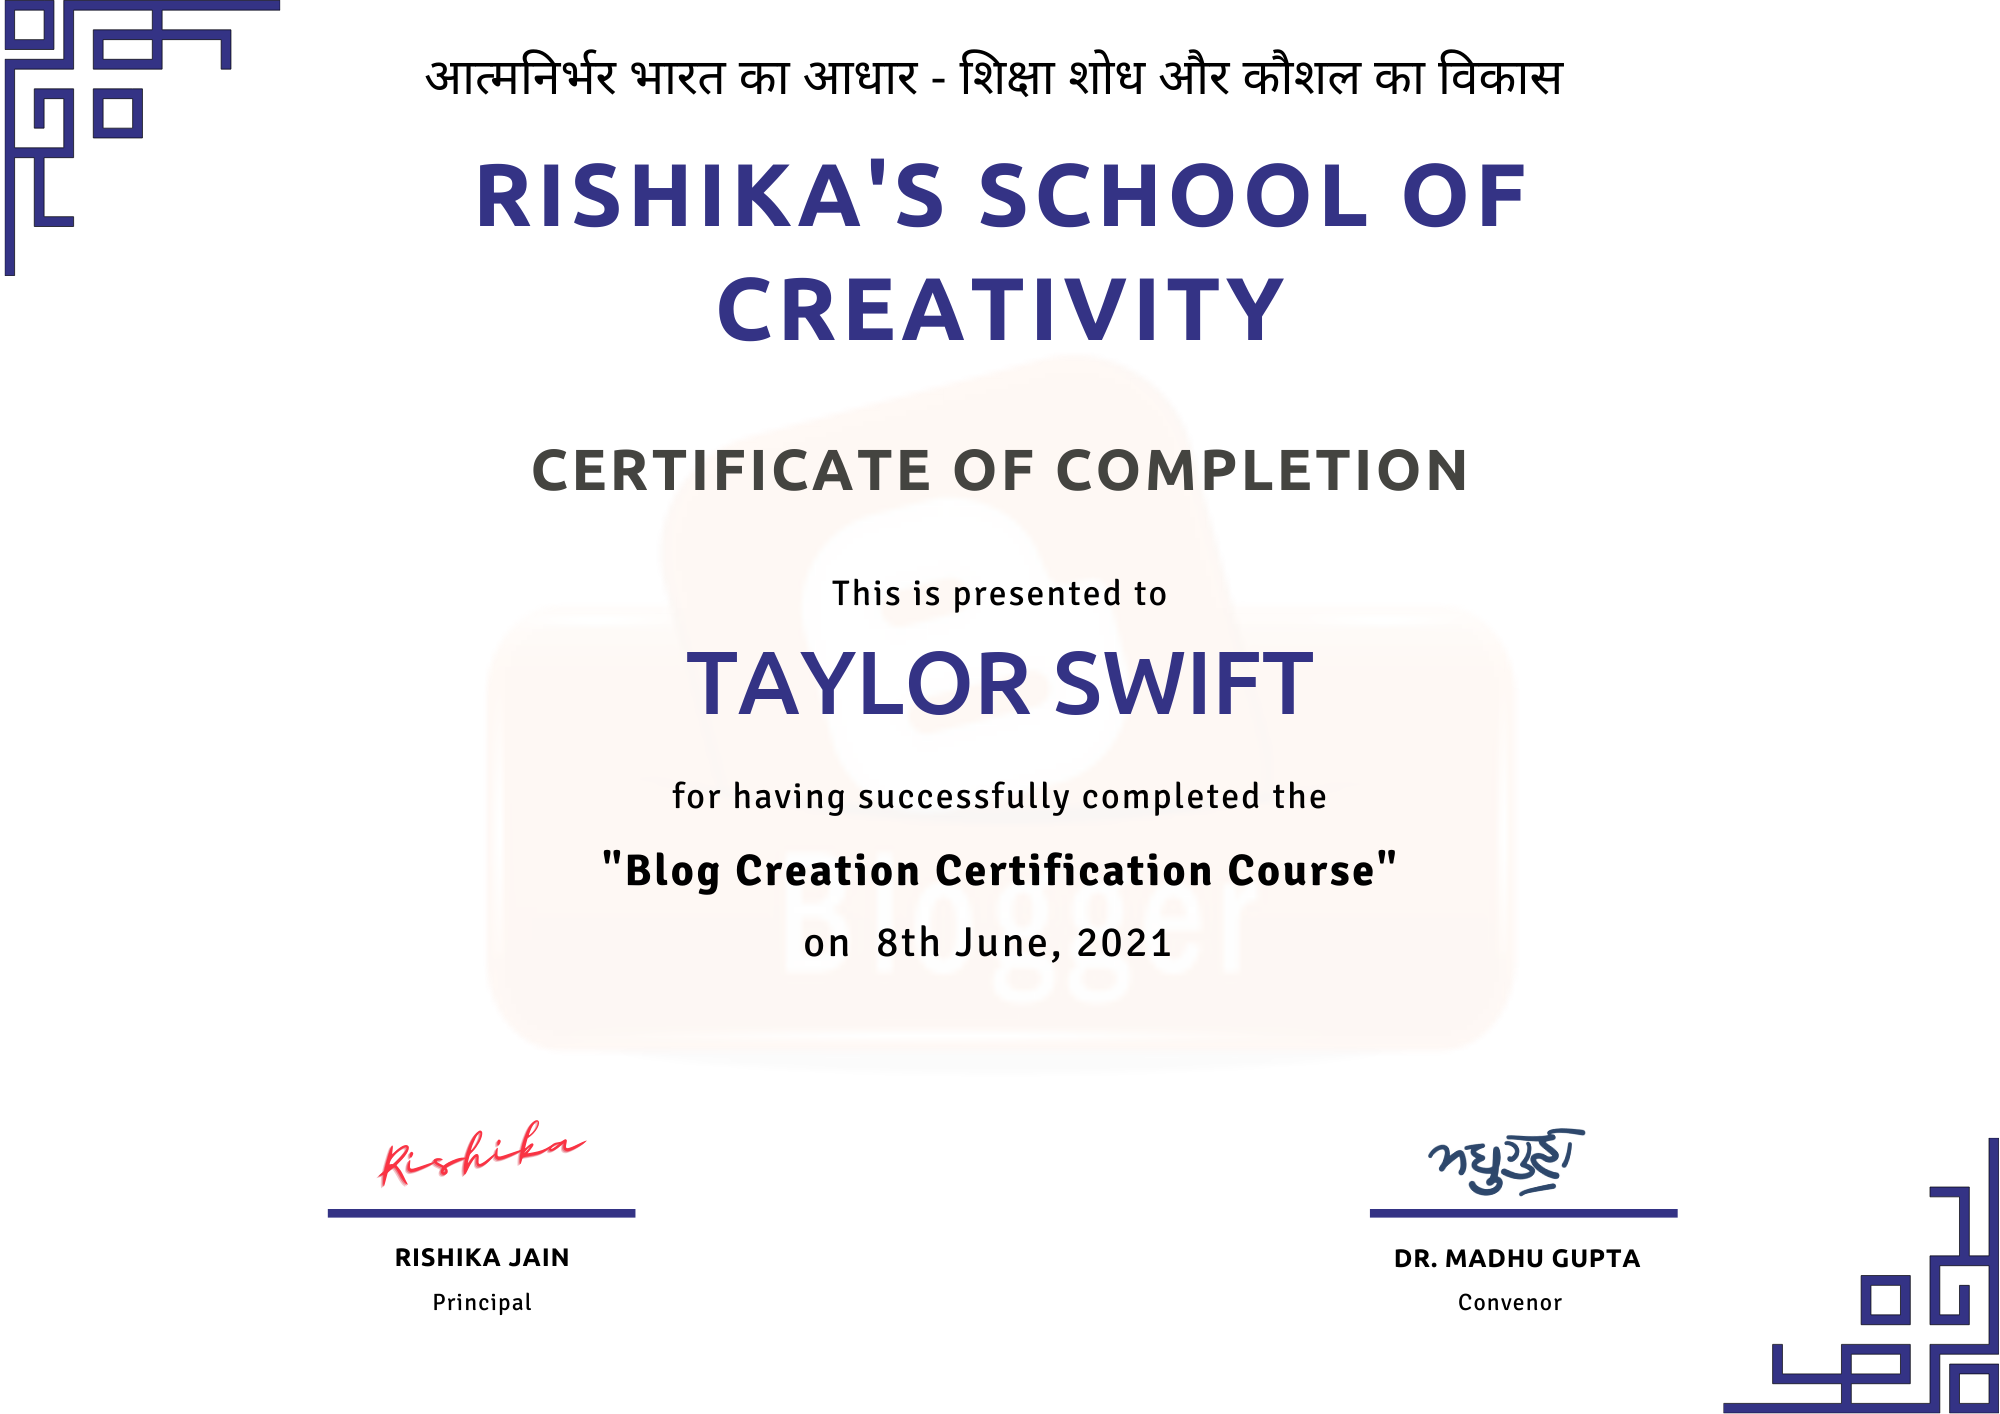 आत्मनिर्भर भारत का आधार - शिक्षा शोध और कौशल का विकास
RISHIKA'S SCHOOL OF
CREATIVITY
CERTIFICATE OF COMPLETION
This is presented to
TAYLOR SWIFT
for having successfully completed the
"Blog Creation Certification Course"
Blogger
on 8th June, 2021
Rishika
RISHIKA JAIN
Principal
DR. MADHU GUPTA
Convenor